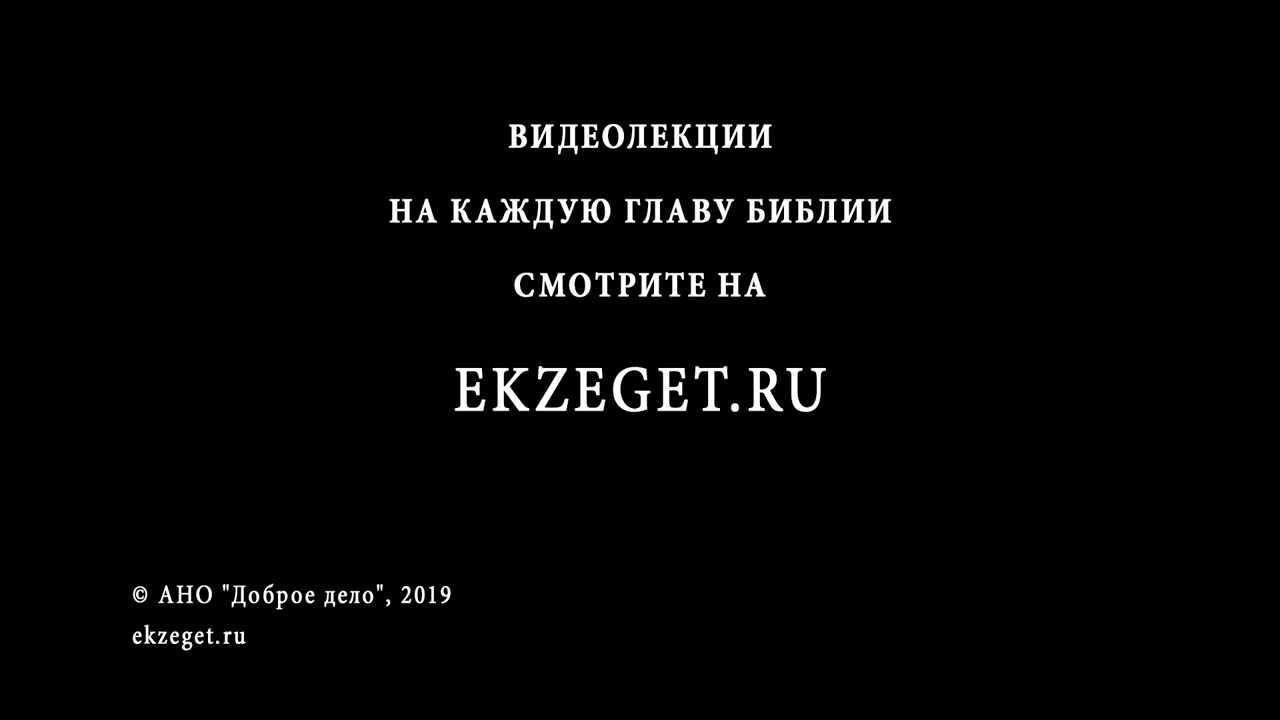 ВИДЕОЛЕКЦИИ
НА КАЖДУЮ ГЛАВУ БИБЛИИ
СМОТРИТЕ НА
EKZEGET.RU
© АНО "Доброе дело", 2019
ekzeget.ru